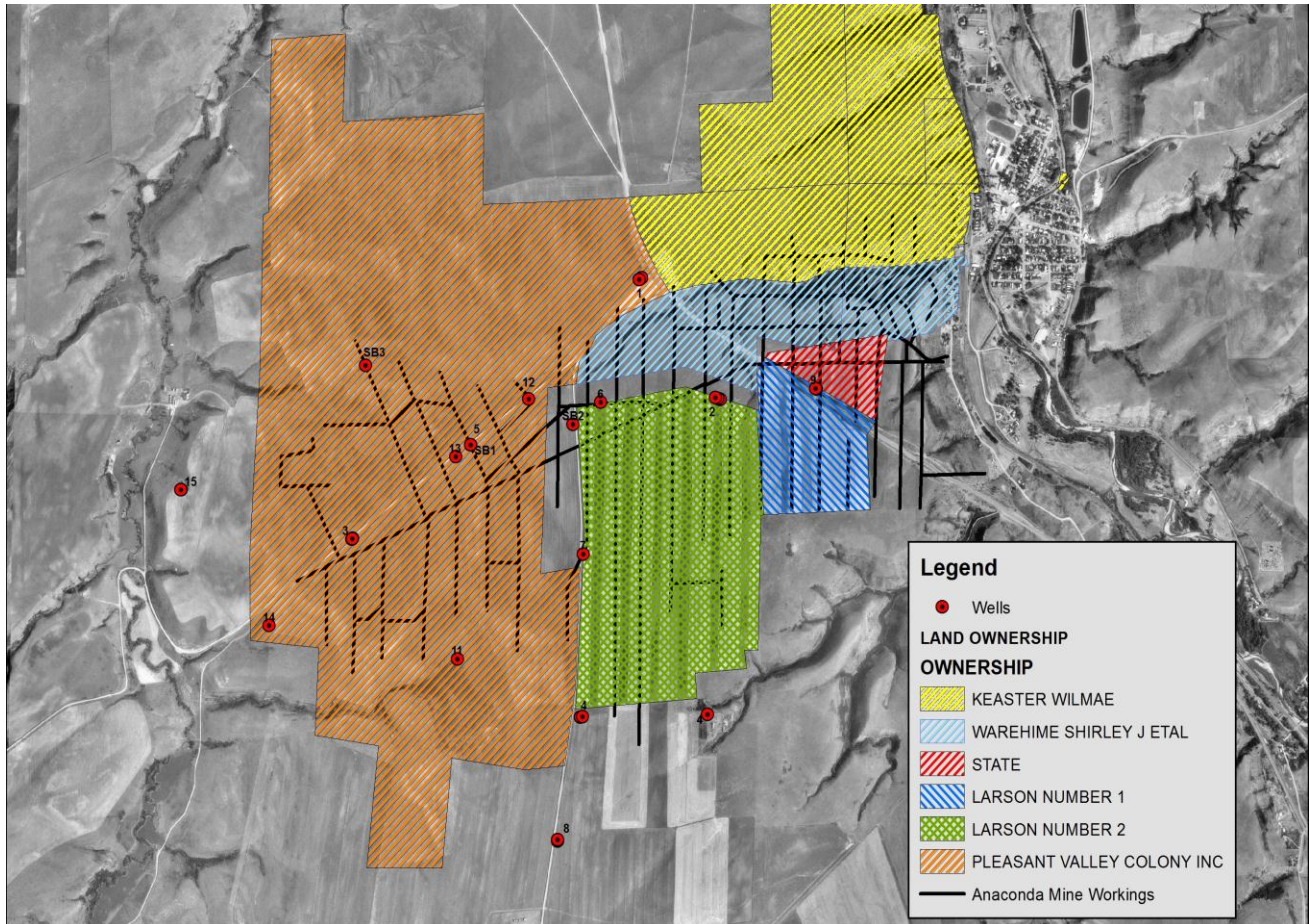 1
SB3
12
6
2
9
5
SB2
SB1
13
15
3
7
14
11
4
4
8
Legend
Wells
LAND OWNERSHIP
OWNERSHIP
KEASTER WILMAE
WAREHIME SHIRLEY J ETAL
STATE
LARSON NUMBER 1
LARSON NUMBER 2
PLEASANT VALLEY COLONY INC
Anaconda Mine Workings